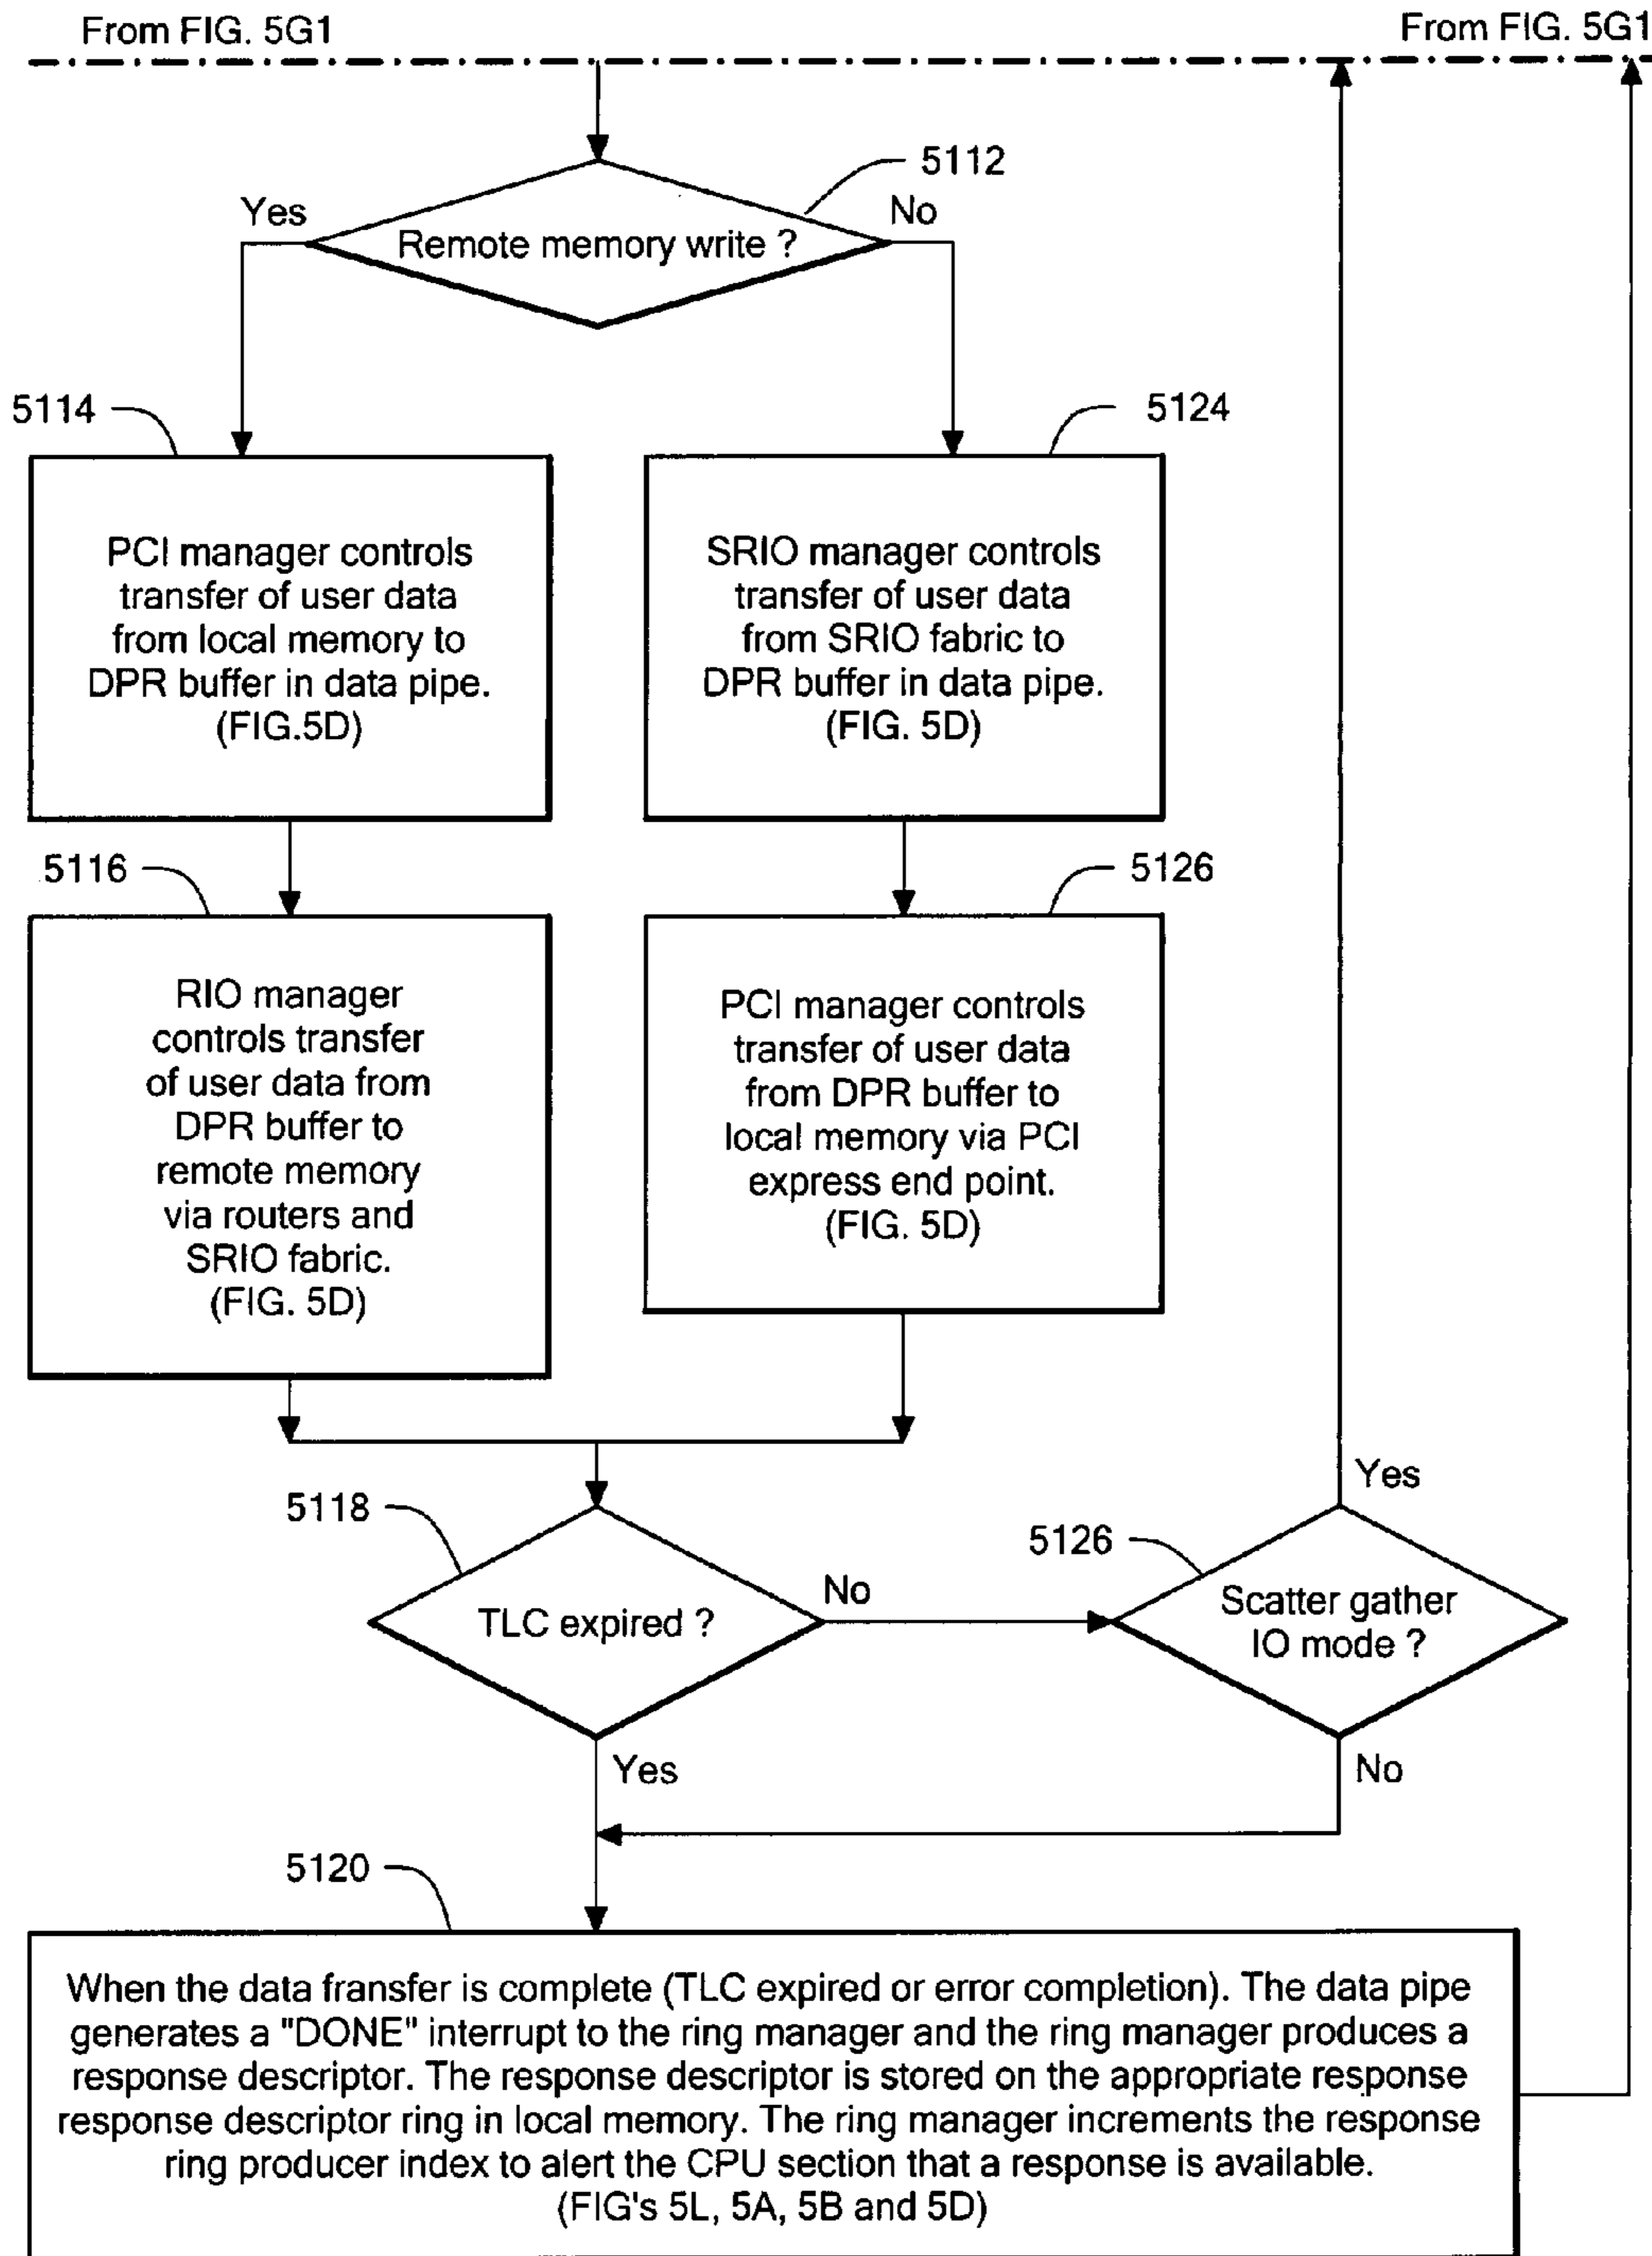 From FIG. 5G1
From FIG. 5G1
5112
Yes
No
Remote memory write ?
5114
5124
PCI manager controls
transfer of user data
from local memory to
DPR buffer in data pipe.
(FIG.5D)
SRIO manager controls
transfer of user data
from SRIO fabric to
DPR buffer in data pipe.
(FIG. 5D)
5116
5126
RIO manager
controls transfer
of user data from
DPR buffer to
remote memory
via routers and
SRIO fabric.
(FIG. 5D)
PCI manager controls
transfer of user data
from DPR buffer to
local memory via PCI
express end point.
(FIG. 5D)
Yes
5118
5126
No
TLC expired ?
Scatter gather
IO mode ?
Yes
No
5120
When the data fransfer is complete (TLC expired or error completion). The data pipe
generates a "DONE" interrupt to the ring manager and the ring manager produces a
response descriptor. The response descriptor is stored on the appropriate response
response descriptor ring in local memory. The ring manager increments the response
ring producer index to alert the CPU section that a response is available.
(FIG's 5L, 5A, 5B and 5D)